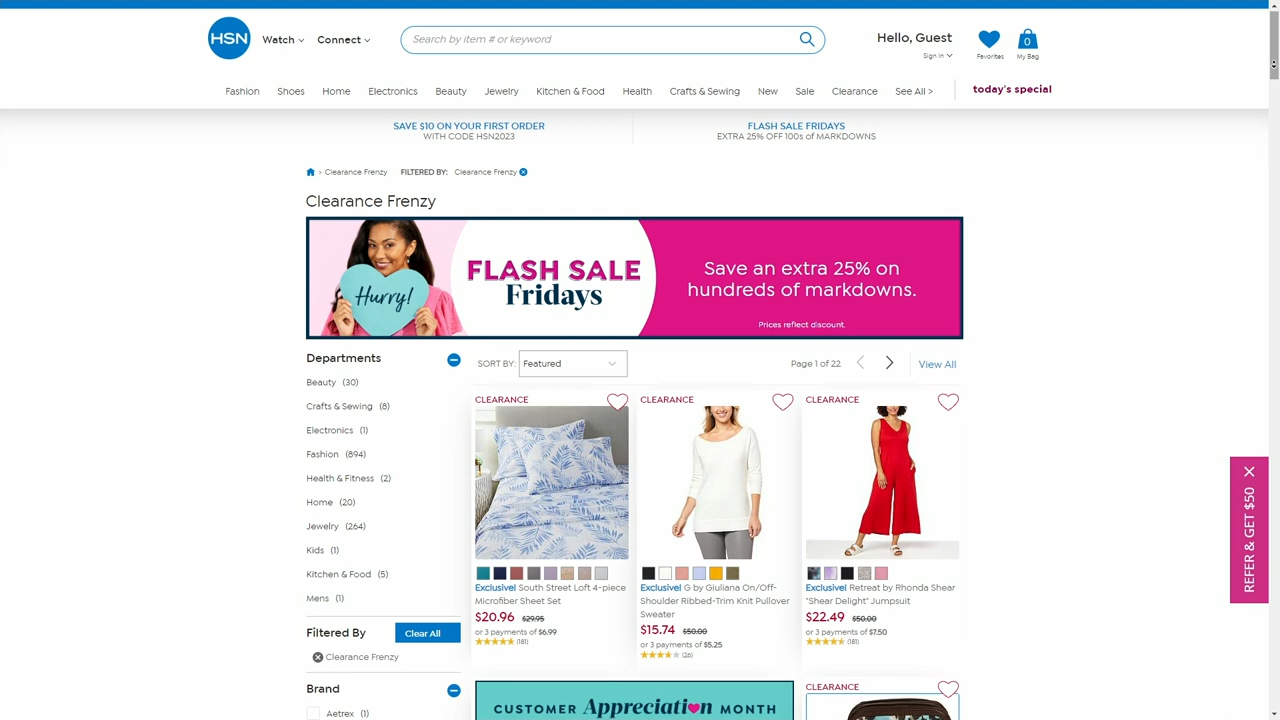 HSN
Watch
Connect
Search by item # or keyword
Hello, Guest
Sign In
Favorites
0
My Bag
Fashion
Shoes
Home
Electronics
Beauty
Jewelry
Kitchen & Food
Health
Crafts & Sewing
New
Sale
Clearance
See All >
today's special
SAVE $10 ON YOUR FIRST ORDER
WITH CODE HSN2023
FLASH SALE FRIDAYS
EXTRA 25% OFF 100s of MARKDOWNS
> Clearance Frenzy
FILTERED BY: Clearance Frenzy
Clearance Frenzy
Hurry!
FLASH SALE
Fridays
Save an extra 25% on
hundreds of markdowns.
Prices reflect discount.
Departments
Beauty (30)
Crafts & Sewing (8)
Electronics (1)
Fashion (894)
Health & Fitness (2)
Home (20)
Jewelry (264)
Kids (1)
Kitchen & Food (5)
Mens (1)
Filtered By
Clear All
Clearance Frenzy
Brand
Aetrex (1)
SORT BY: Featured
Page 1 of 22
View All
CLEARANCE
Exclusive! South Street Loft 4-piece
Microfiber Sheet Set
$20.96 $29.95
or 3 payments of $6.99
(181)
CLEARANCE
Exclusive! G by Giuliana On/Off-
Shoulder Ribbed-Trim Knit Pullover
Sweater
$15.74 $50.00
or 3 payments of $5.25
(26)
CLEARANCE
Exclusive! Retreat by Rhonda Shear
"Shear Delight" Jumpsuit
$22.49 $50.00
or 3 payments of $7.50
(181)
CUSTOMER Appreciation MONTH
CLEARANCE
REFER & GET $50